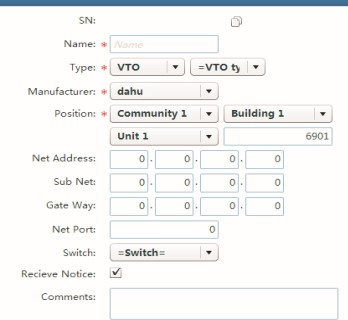 SN:
Name: * Name
Type: * VTO =VTO ty
Manufacturer: * dahu
Position: * Community 1 Building 1
Unit 1 6901
Net Address: 0 . 0 . 0 . 0
Sub Net: 0 . 0 . 0 . 0
Gate Way: 0 . 0 . 0 . 0
Net Port: 0
Switch: =Switch=
Recieve Notice:
Comments: